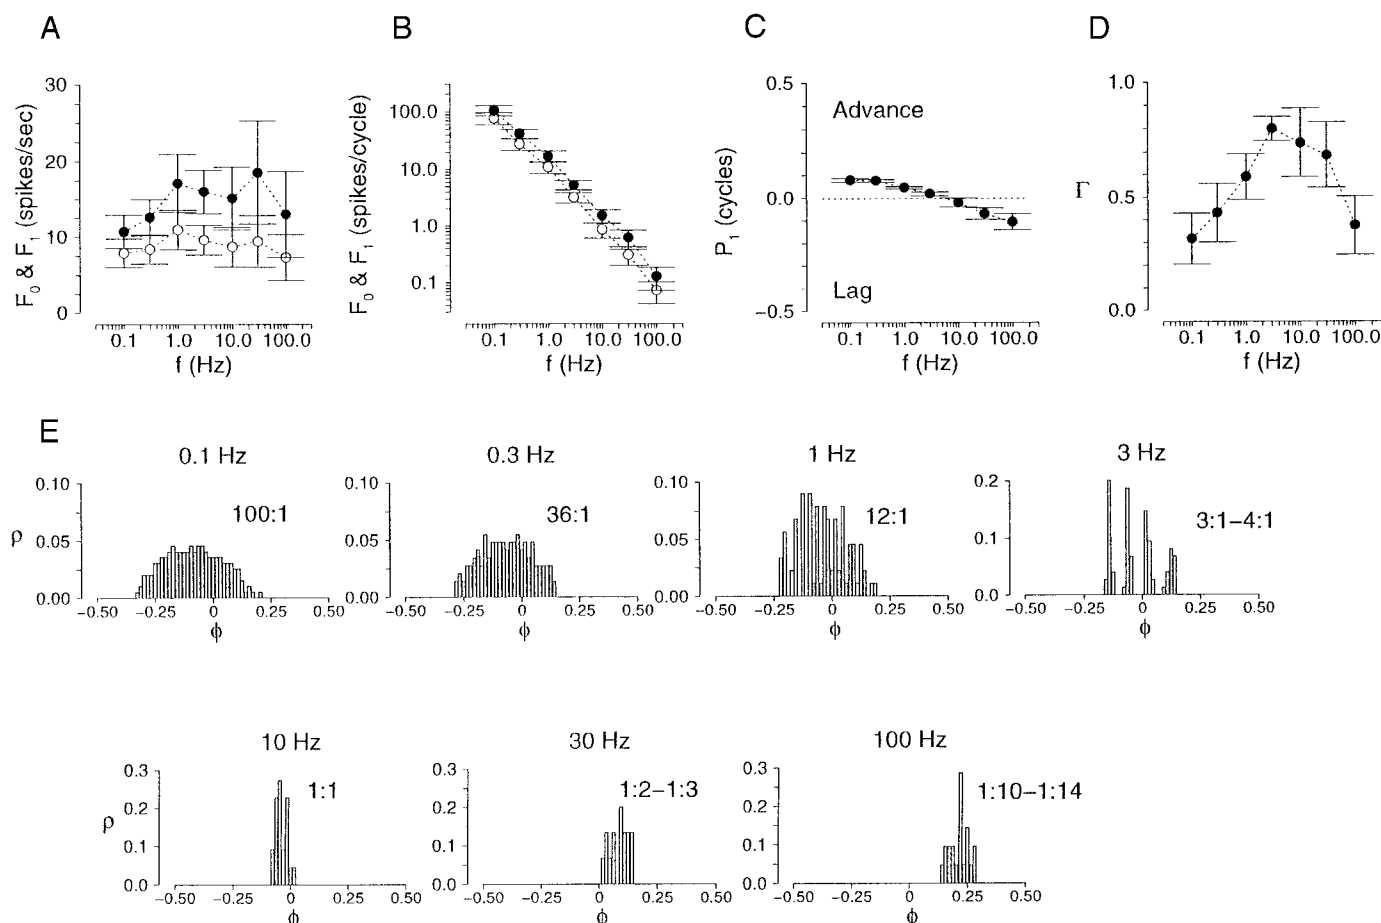 A
B
C
D
F0 & F1 (spikes/sec)
30
20
10
0
0.1 1.0 10.0 100.0
f (Hz)
F0 & F1 (spikes/cycle)
100.0
10.0
1.0
0.1
0.1 1.0 10.0 100.0
f (Hz)
P1 (cycles)
0.5
0.0
−0.5
Advance
Lag
0.1 1.0 10.0 100.0
f (Hz)
Γ
1.0
0.5
0.0
0.1 1.0 10.0 100.0
f (Hz)
E
0.1 Hz
ρ
0.10
0.05
0.00
100:1
−0.50 −0.25 0 0.25 0.50
ϕ
0.3 Hz
0.10
0.05
0.00
36:1
−0.50 −0.25 0 0.25 0.50
ϕ
1 Hz
0.10
0.05
0.00
12:1
−0.50 −0.25 0 0.25 0.50
ϕ
3 Hz
0.2
0.1
0.0
3:1−4:1
−0.50 −0.25 0 0.25 0.50
ϕ
10 Hz
ρ
0.3
0.2
0.1
0.0
1:1
−0.50 −0.25 0 0.25 0.50
ϕ
30 Hz
0.3
0.2
0.1
0.0
1:2−1:3
−0.50 −0.25 0 0.25 0.50
ϕ
100 Hz
0.3
0.2
0.1
0.0
1:10−1:14
−0.50 −0.25 0 0.25 0.50
ϕ